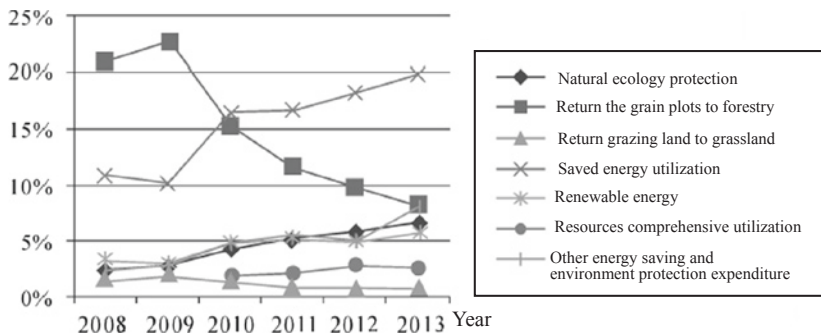 25%
20%
15%
10%
5%
0%
2008 2009 2010 2011 2012 2013 Year
Natural ecology protection
Return the grain plots to forestry
Return grazing land to grassland
Saved energy utilization
Renewable energy
Resources comprehensive utilization
Other energy saving and
environment protection expenditure